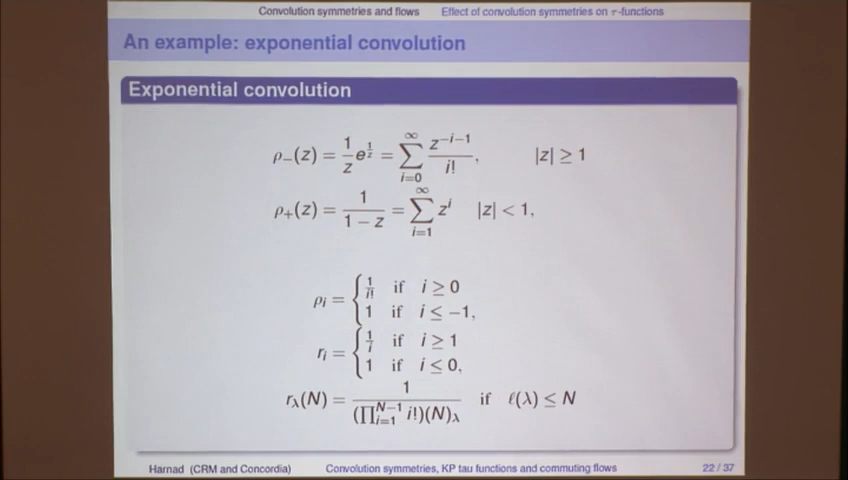 Convolution symmetries and flows Effect of convolution symmetries on τ-functions
An example: exponential convolution
Exponential convolution
ρ₋(z) = 1/z e^{1/z} = ∑_{i=0}^{∞} z^{-i-1}/i!, |z| ≥ 1
ρ₊(z) = 1/(1 − z) = ∑_{i=1}^{∞} z^i |z| < 1,
ρ_i = { 1/i! if i ≥ 0
1 if i ≤ −1,
r_i = { 1/i if i ≥ 1
1 if i ≤ 0,
r_λ(N) = 1/((∏_{i=1}^{N−1} i!)(N)_λ) if ℓ(λ) ≤ N
Harnad (CRM and Concordia) Convolution symmetries, KP tau functions and commuting flows 22 / 37